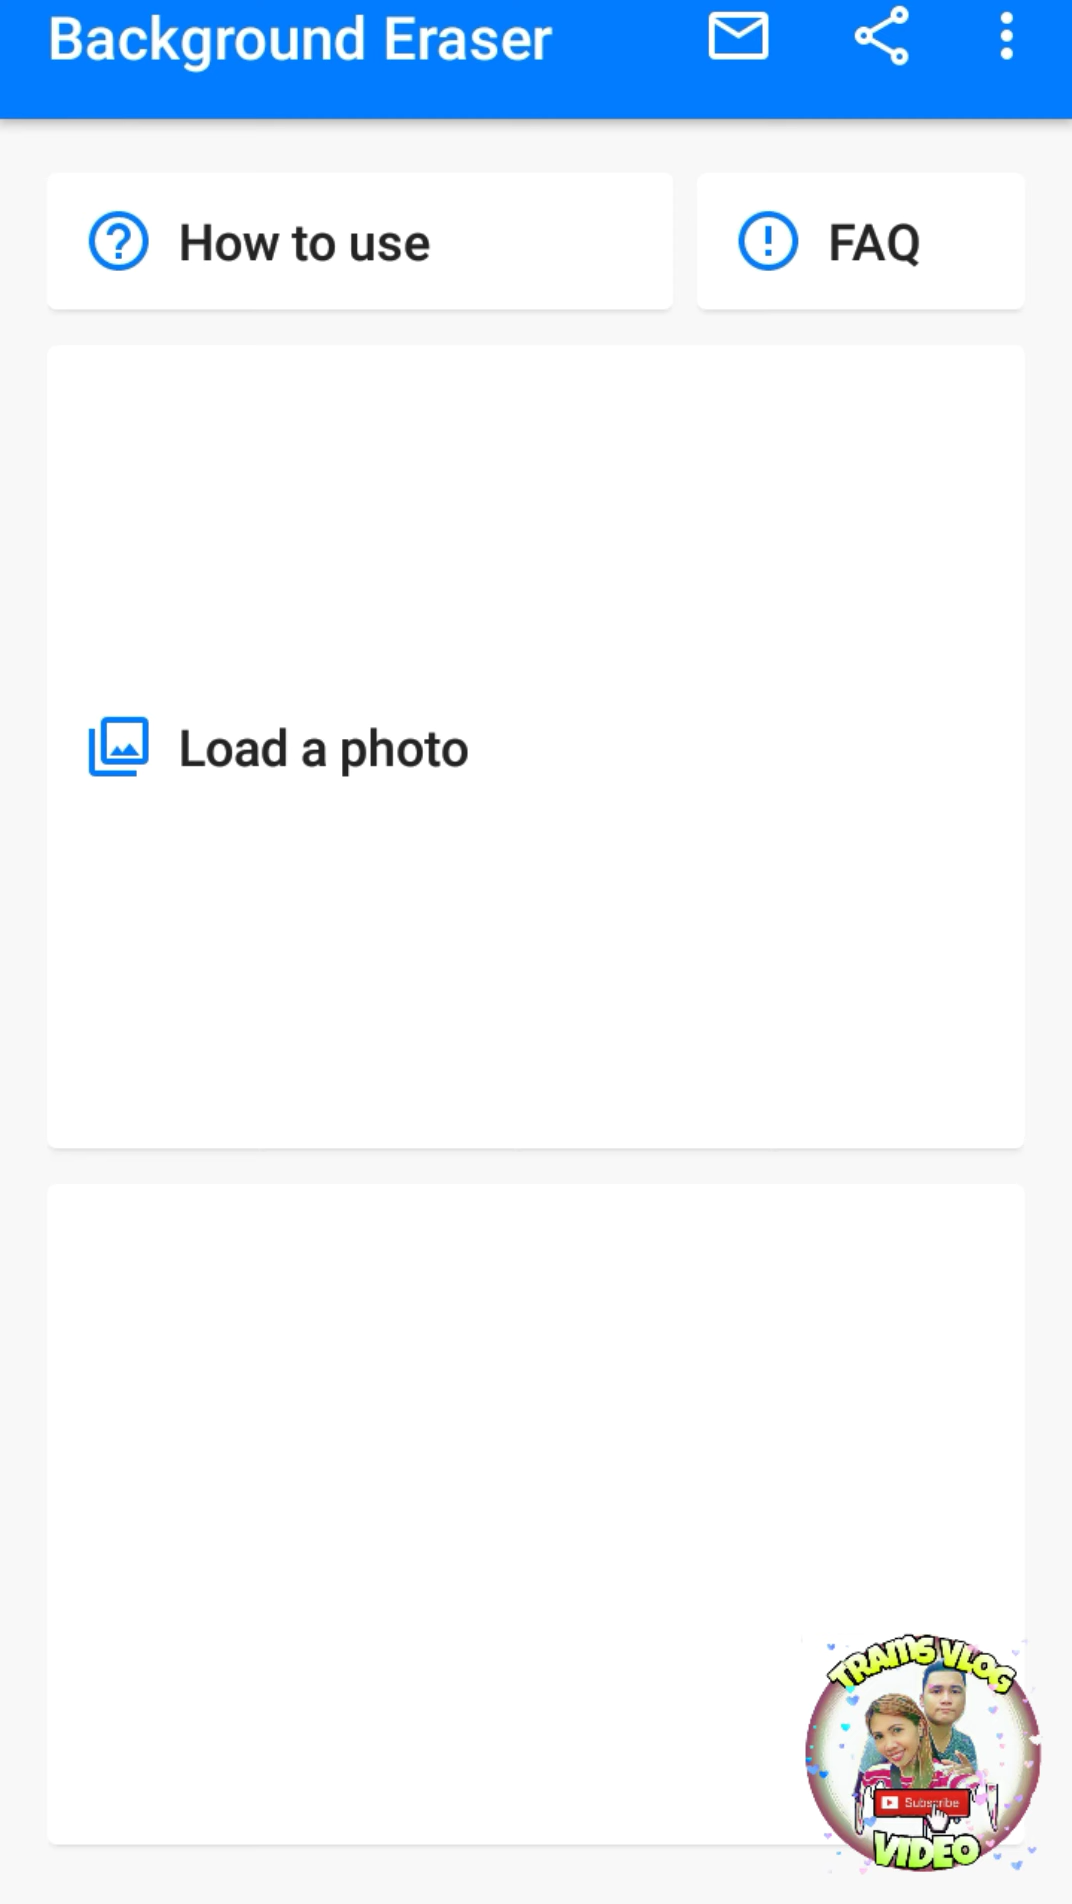 Background Eraser
How to use
FAQ
Load a photo
TRAMS VLOG
Subscribe
VIDEO